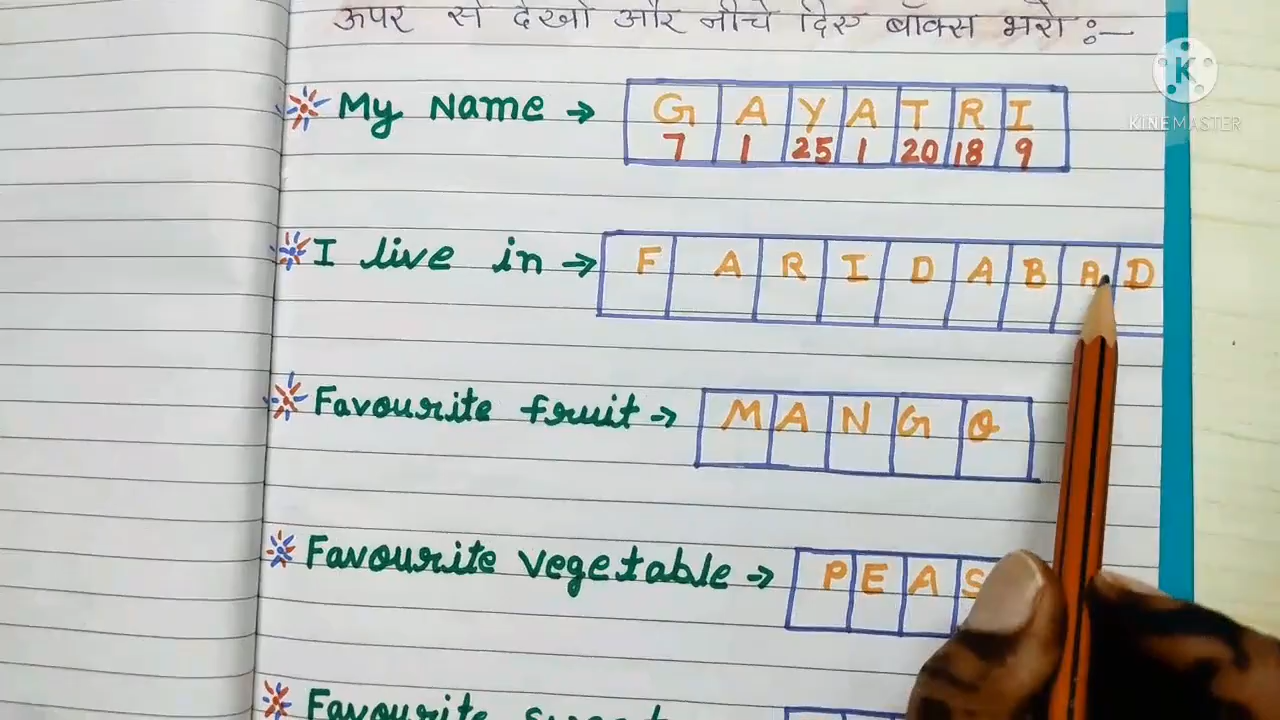 ऊपर से देखो और नीचे दिए बॉक्स भरो :-
K
KINEMASTER
My Name → G A Y A T R I
7 1 25 1 20 18 9
I live in → F A R I D A B A D
Favourite fruit → M A N G O
Favourite vegetable → P E A S
Favourite